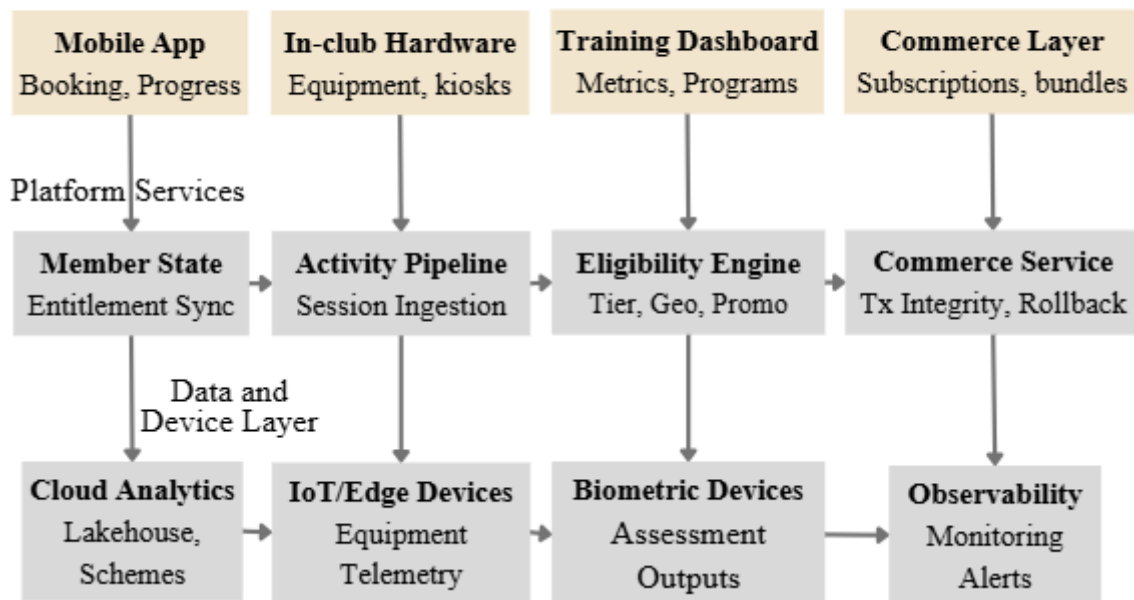 Mobile App
Booking, Progress
In-club Hardware
Equipment, kiosks
Training Dashboard
Metrics, Programs
Commerce Layer
Subscriptions, bundles
Platform Services
Member State
Entitlement Sync
Activity Pipeline
Session Ingestion
Eligibility Engine
Tier, Geo, Promo
Commerce Service
Tx Integrity, Rollback
Data and
Device Layer
Cloud Analytics
Lakehouse,
Schemes
IoT/Edge Devices
Equipment
Telemetry
Biometric Devices
Assessment
Outputs
Observability
Monitoring
Alerts